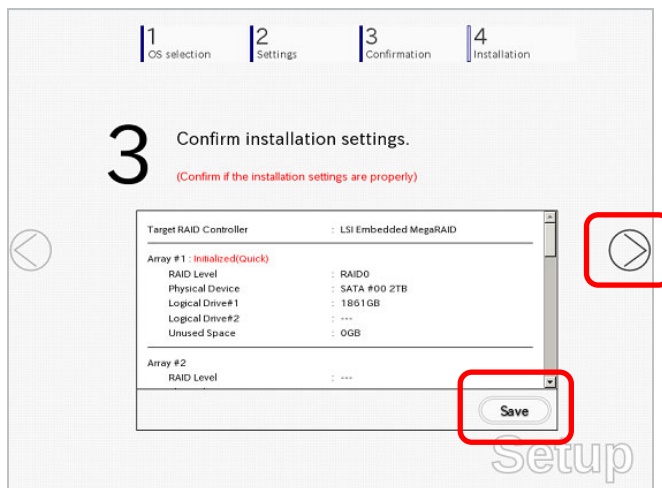 1 2 3 4
OS selection Settings Confirmation Installation
3 Confirm installation settings.
(Confirm if the installation settings are properly)
Target RAID Controller : LSI Embedded MegaRAID
Array #1 : Initialized(Quick)
RAID Level : RAID0
Physical Device : SATA #00 2TB
Logical Drive#1 : 1861GB
Logical Drive#2 : ---
Unused Space : 0GB
Array #2
RAID Level : ---
Save
Setup